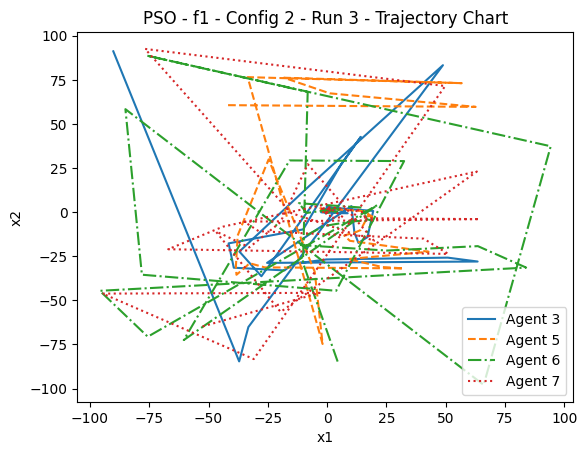 PSO - f1 - Config 2 - Run 3 - Trajectory Chart
100
75
50
25
0
−25
−50
−75
−100
x2
Agent 3
Agent 5
Agent 6
Agent 7
−100 −75 −50 −25 0 25 50 75 100
x1